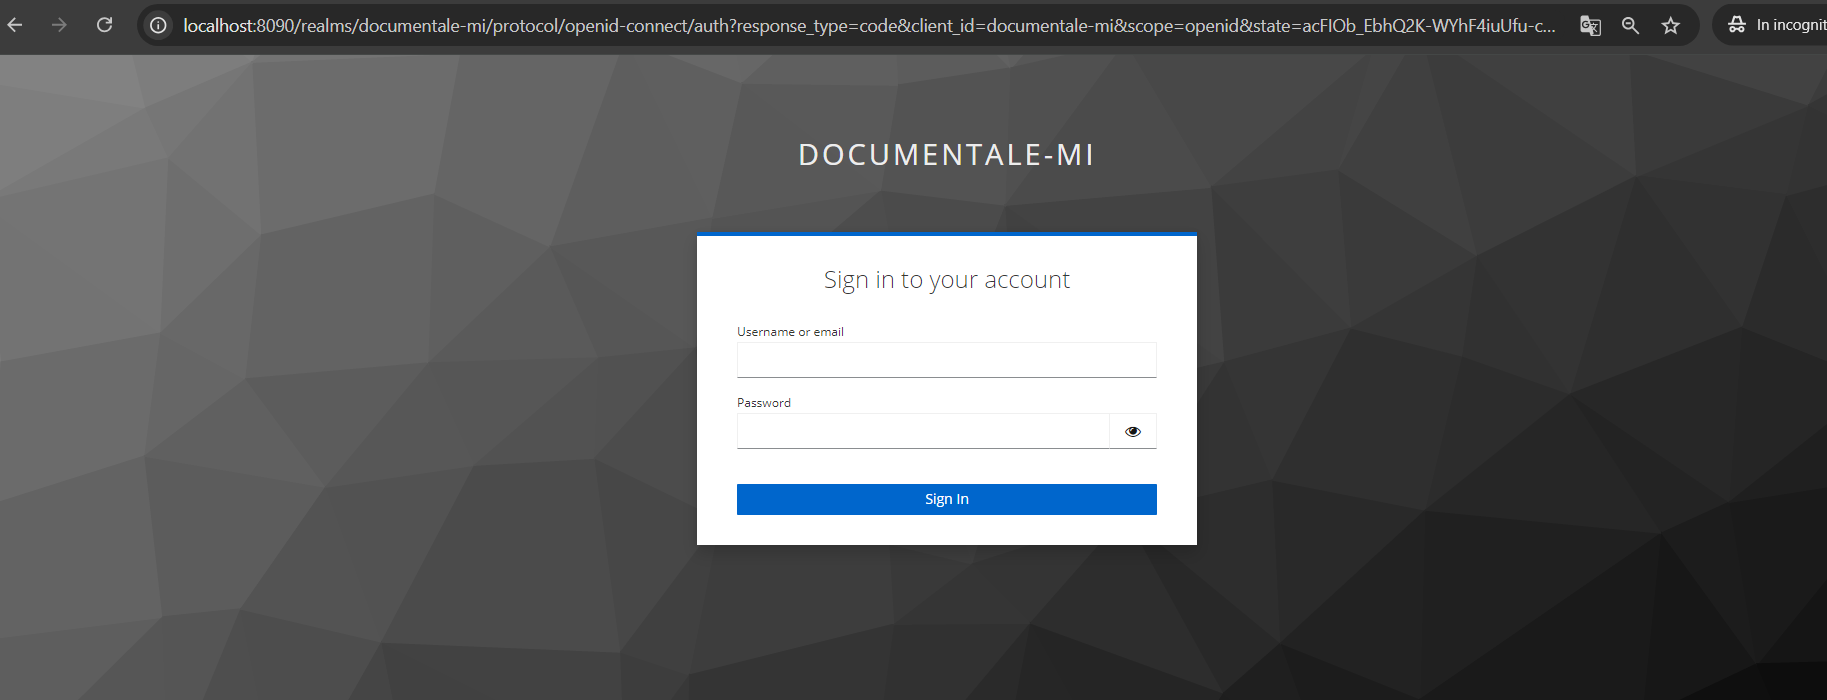 localhost:8090/realms/documentale-mi/protocol/openid-connect/auth?response_type=code&client_id=documentale-mi&scope=openid&state=acFIOb_EbhQ2K-WYhF4iuUfu-c...
In incognit
DOCUMENTALE-MI
Sign in to your account
Username or email
Password
Sign In